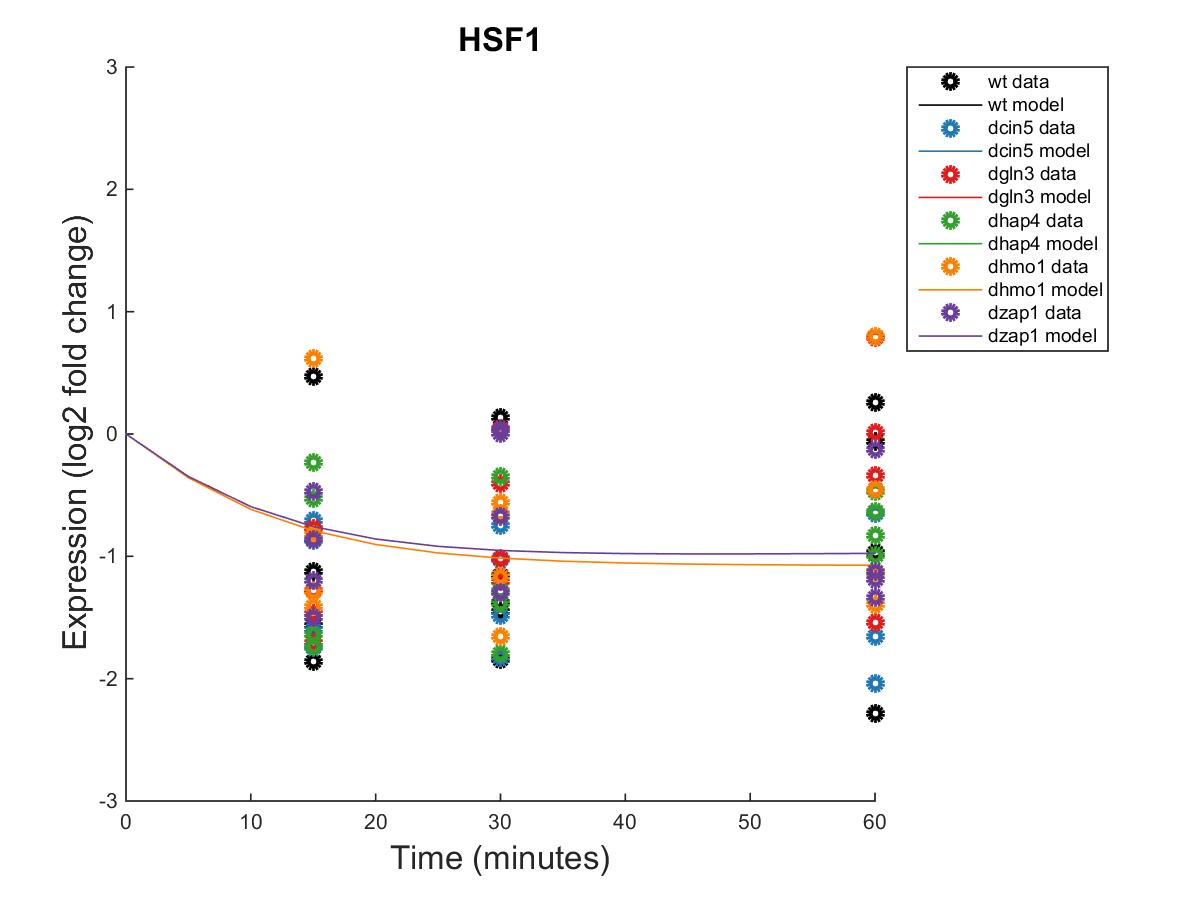 HSF1
Expression (log2 fold change)
3
2
1
0
-1
-2
-3
0 10 20 30 40 50 60
Time (minutes)
wt data
wt model
dcin5 data
dcin5 model
dgln3 data
dgln3 model
dhap4 data
dhap4 model
dhmo1 data
dhmo1 model
dzap1 data
dzap1 model